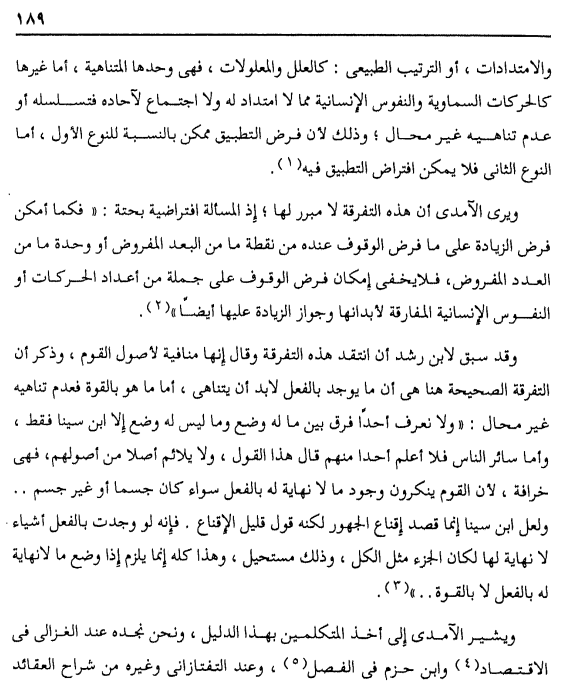 ١٨٩
والامتدادات ، أو الترتيب الطبيعى : كالعلل والمعلولات ، فهى وحدها المتناهية ، أما غيرها
كالحركات السماوية والنفوس الإنسانية مما لا امتداد له ولا اجتماع لآحاده فتسلسله أو
عدم تناهيه غير محال ؛ وذلك لأن فرض التطبيق ممكن بالنسبة للنوع الأول ، أما
النوع الثانى فلا يمكن افتراض التطبيق فيه(١) .
ويرى الآمدى أن هذه التفرقة لا مبرر لها ؛ إذ المسألة افتراضية بحتة : « فكما أمكن
فرض الزيادة على ما فرض الوقوف عنده من نقطة ما من البعد المفروض أو وحدة ما من
العدد المفروض، فلايخفى إمكان فرض الوقوف على جملة من أعداد الحركات أو
النفوس الإنسانية المفارقة لأبدانها وجواز الزيادة عليها أيضًا »(٢) .
وقد سبق لابن رشد أن انتقد هذه التفرقة وقال إنها منافية لأصول القوم ، وذكر أن
التفرقة الصحيحة هنا هى أن ما يوجد بالفعل لابد أن يتناهى ، أما ما هو بالقوة فعدم تناهيه
غير محال : «ولا نعرف أحدًا فرق بين ما له وضع وما ليس له وضع إلا ابن سينا فقط ،
وأما سائر الناس فلا أعلم أحدا منهم قال هذا القول ، ولا يلائم أصلا من أصولهم، فهى
خرافة ، لأن القوم ينكرون وجود ما لا نهاية له بالفعل سواء كان جسما أو غير جسم ..
ولعل ابن سينا إنما قصد إقناع الجهور لكنه قول قليل الإقناع . فإنه لو وجدت بالفعل أشياء
لا نهاية لها لكان الجزء مثل الكل ، وذلك مستحيل ، وهذا كله إنما يلزم إذا وضع ما لانهاية
له بالفعل لا بالقوة .. »(٣) .
ويشير الآمدى إلى أخذ المتكلمين بهذا الدليل ، ونحن نجده عند الغزالى فى
الاقتصاد(٤) وابن حزم فى الفصل(٥) ، وعند التفتازانى وغيره من شراح العقائد